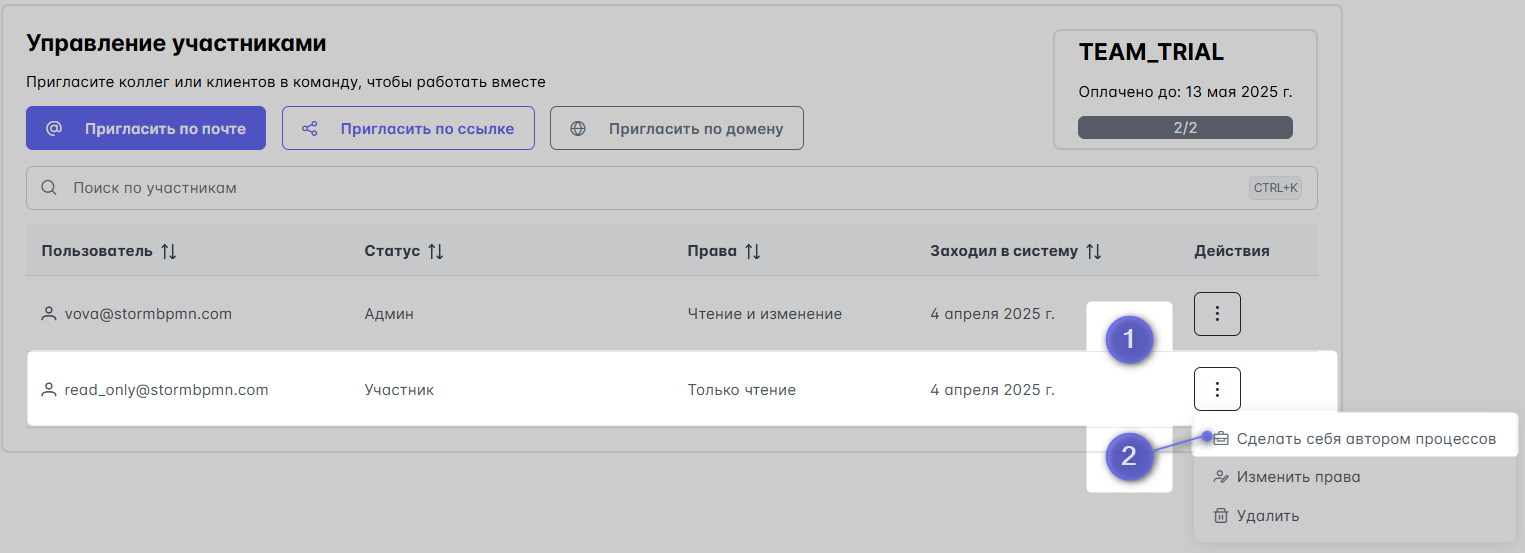 Управление участниками
TEAM_TRIAL
Пригласите коллег или клиентов в команду, чтобы работать вместе
Оплачено до: 13 мая 2025 г.
2/2
@ Пригласить по почте
Пригласить по ссылке
Пригласить по домену
Поиск по участникам
CTRL+K
Пользователь Статус Права Заходил в систему Действия
vova@stormbpmn.com Админ Чтение и изменение 4 апреля 2025 г.
1
read_only@stormbpmn.com Участник Только чтение 4 апреля 2025 г.
2
Сделать себя автором процессов
Изменить права
Удалить